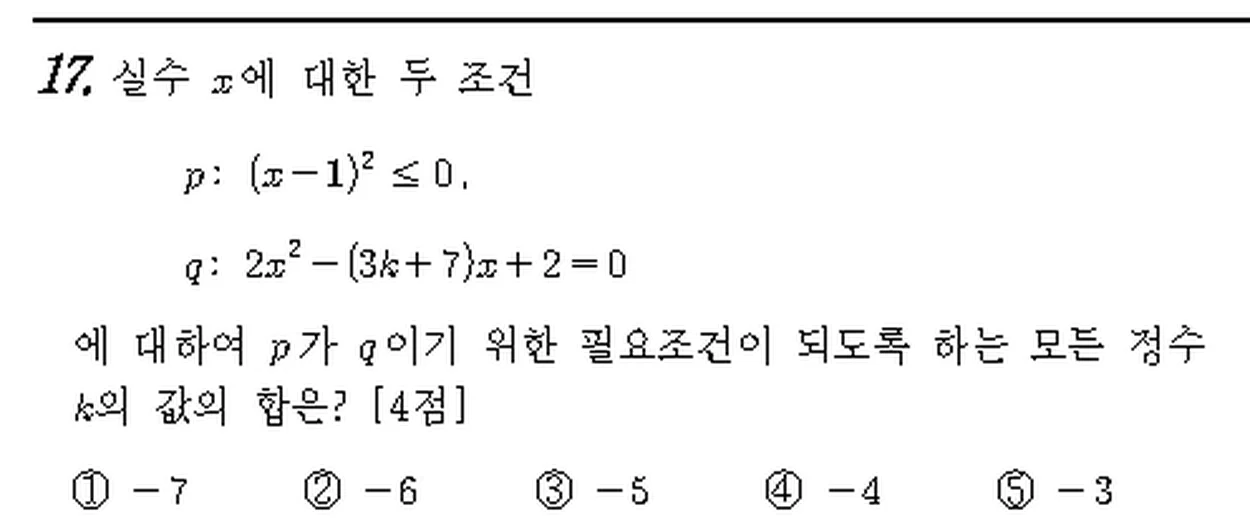 17. 실수 x에 대한 두 조건
p: (x-1)² ≤ 0,
q: 2x² - (3k+7)x + 2 = 0
에 대하여 p가 q이기 위한 필요조건이 되도록 하는 모든 정수
k의 값의 합은? [4점]
① -7 ② -6 ③ -5 ④ -4 ⑤ -3